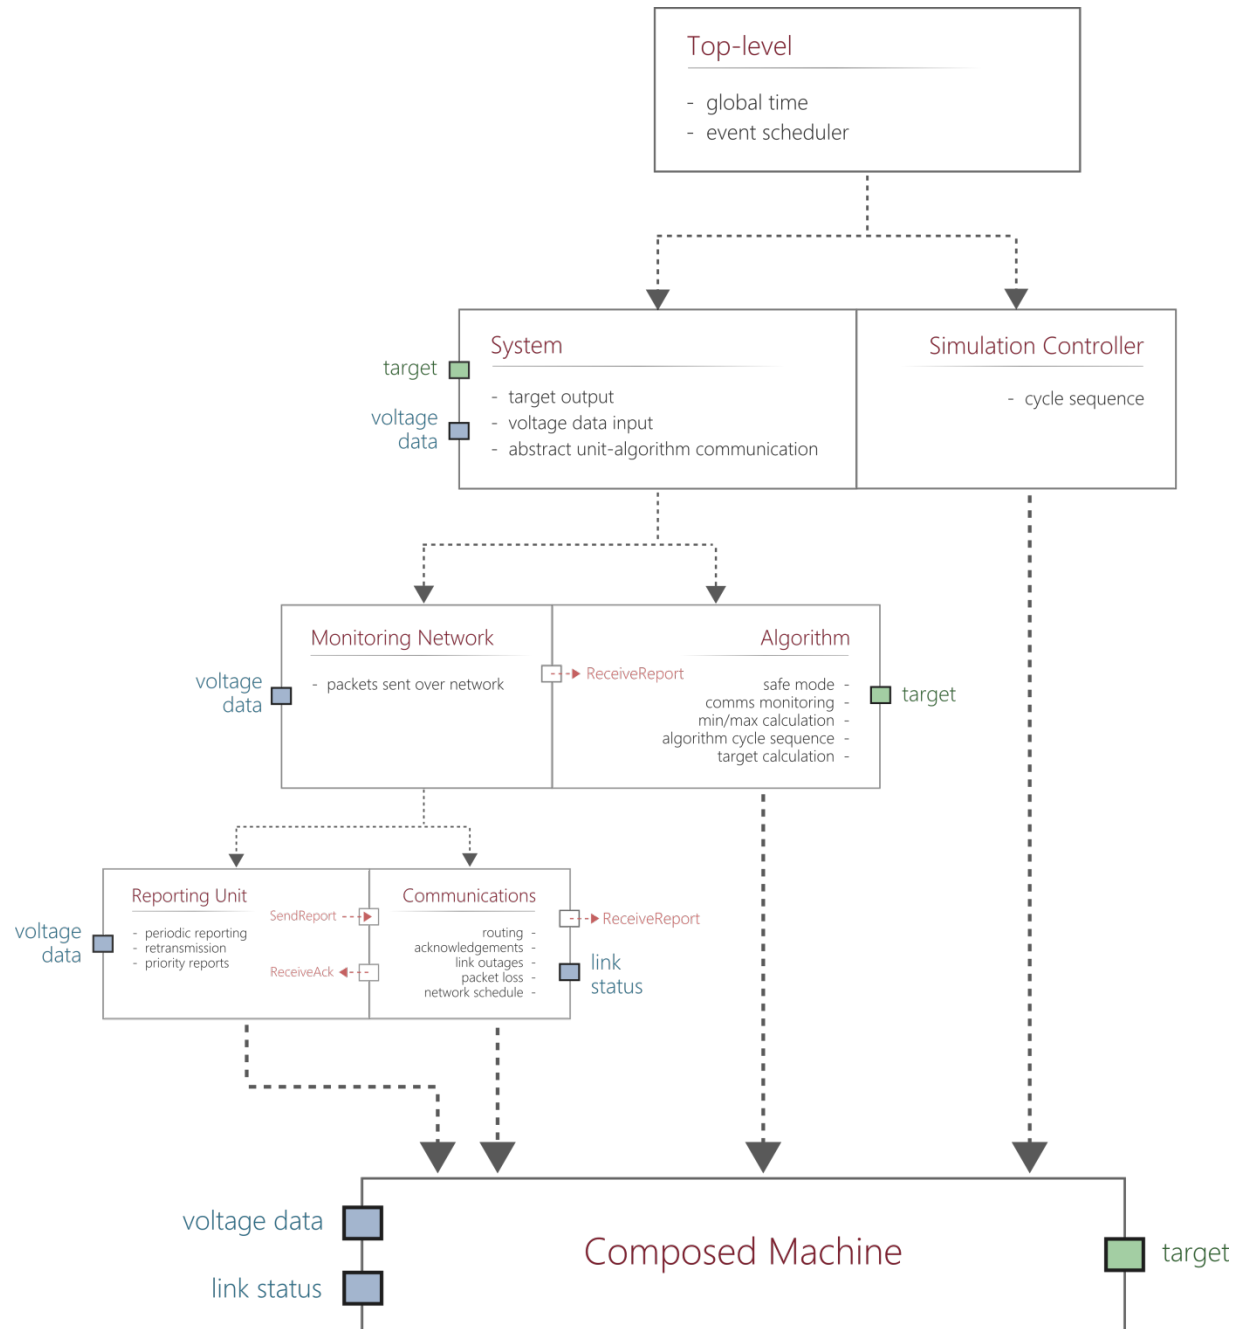 Top-level
- global time
- event scheduler
System
- target output
- voltage data input
- abstract unit-algorithm communication
target
voltage
data
Simulation Controller
- cycle sequence
Monitoring Network
- packets sent over network
voltage
data
ReceiveReport
Algorithm
safe mode -
comms monitoring -
min/max calculation -
algorithm cycle sequence -
target calculation -
target
Reporting Unit
- periodic reporting
- retransmission
- priority reports
voltage
data
SendReport
ReceiveAck
Communications
routing -
acknowledgements -
link outages -
packet loss -
network schedule -
ReceiveReport
link
status
voltage data
link status
Composed Machine
target